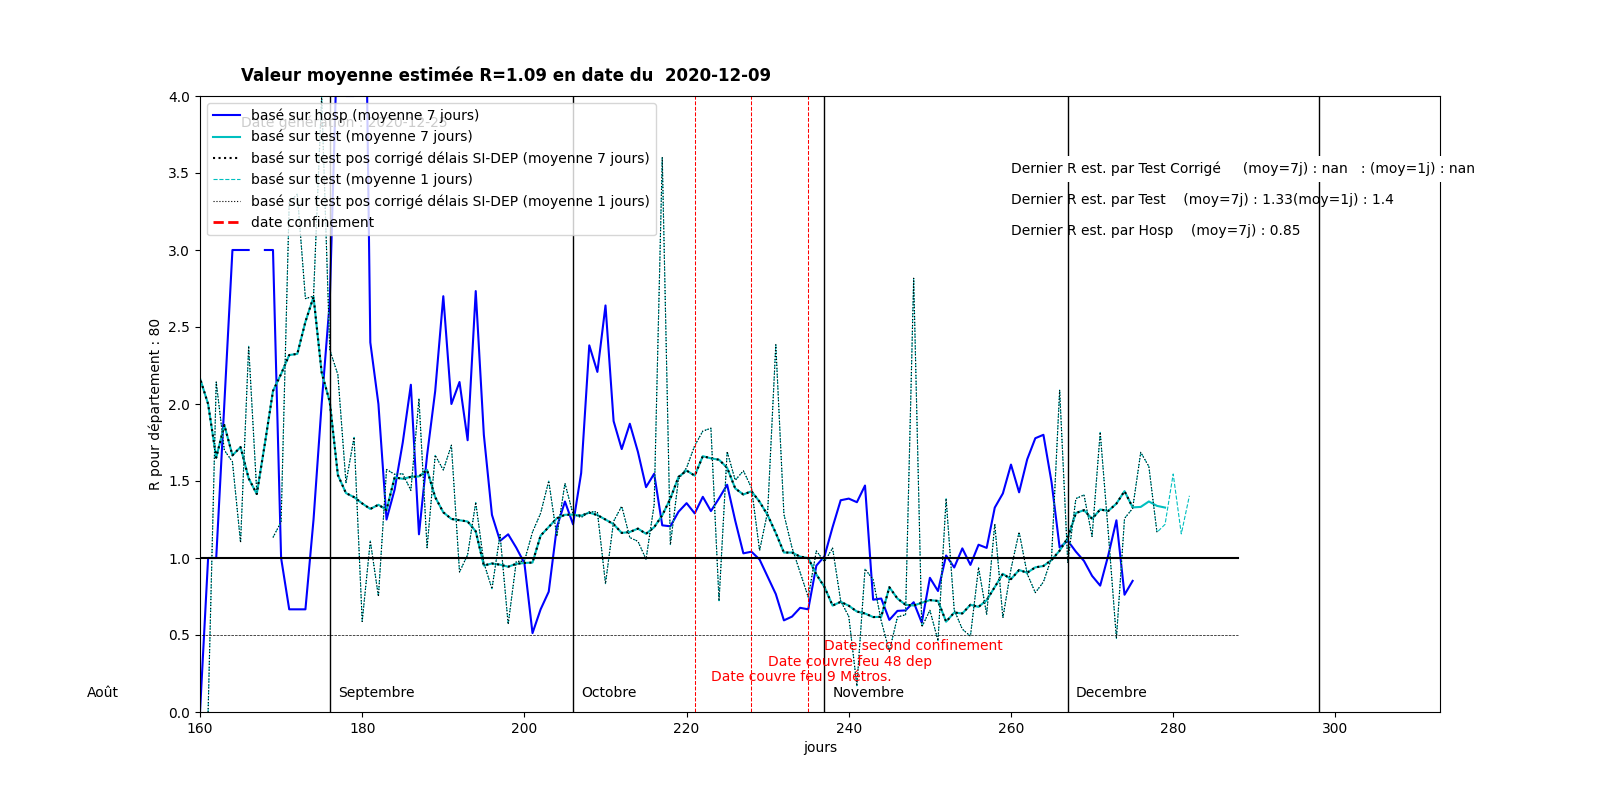 Valeur moyenne estimée R=1.09 en date du  2020-12-09
basé sur hosp (moyenne 7 jours)
basé sur test (moyenne 7 jours)
basé sur test pos corrigé délais SI-DEP (moyenne 7 jours)
basé sur test (moyenne 1 jours)
basé sur test pos corrigé délais SI-DEP (moyenne 1 jours)
date confinement
Dernier R est. par Test Corrigé (moy=7j) : nan : (moy=1j) : nan
Dernier R est. par Test (moy=7j) : 1.33(moy=1j) : 1.4
Dernier R est. par Hosp (moy=7j) : 0.85
4.0
3.5
3.0
2.5
2.0
1.5
1.0
0.5
0.0
R pour département : 80
Date second confinement
Date couvre feu 48 dep
Date couvre feu 9 Métros.
Août
Septembre
Octobre
Novembre
Decembre
160 180 200 220 240 260 280 300
jours